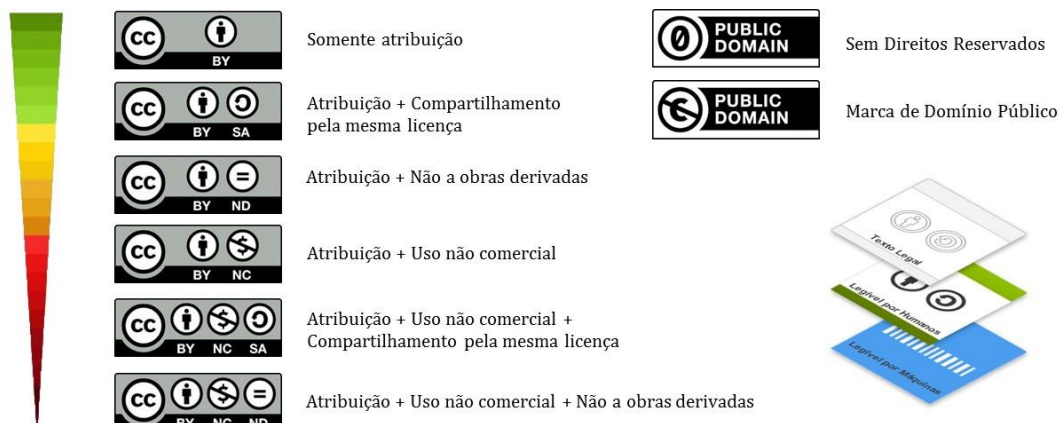 cc
BY
Somente atribuição
cc
BY SA
Atribuição + Compartilhamento
pela mesma licença
cc
BY ND
Atribuição + Não a obras derivadas
cc
BY NC
Atribuição + Uso não comercial
cc
BY NC SA
Atribuição + Uso não comercial +
Compartilhamento pela mesma licença
cc
BY NC ND
Atribuição + Uso não comercial + Não a obras derivadas
0 PUBLIC
DOMAIN
Sem Direitos Reservados
PUBLIC
DOMAIN
Marca de Domínio Público
Texto Legal
Legível por Humanos
Legível por Máquinas